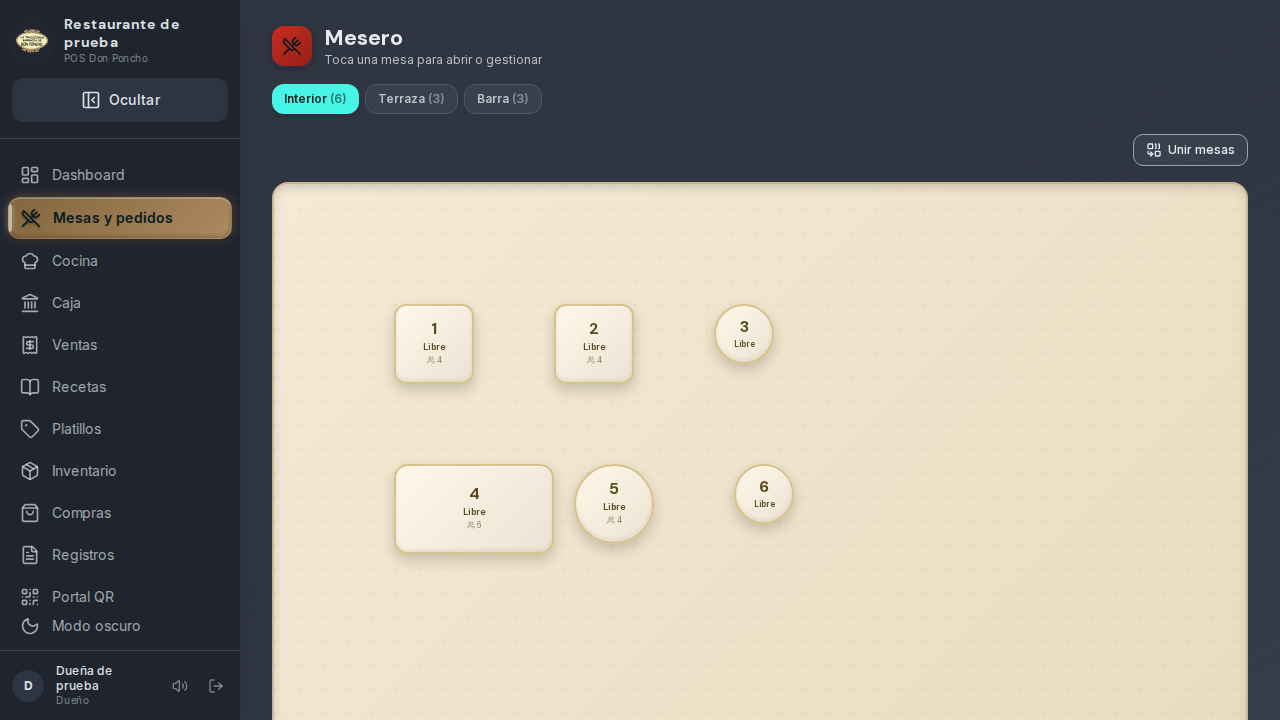 Restaurante de
prueba
POS Don Poncho
Ocultar
Dashboard
Mesas y pedidos
Cocina
Caja
Ventas
Recetas
Platillos
Inventario
Compras
Registros
Portal QR
Modo oscuro
D
Dueña de
prueba
Dueño
Mesero
Toca una mesa para abrir o gestionar
Interior (6)
Terraza (3)
Barra (3)
Unir mesas
1
Libre
4
2
Libre
4
3
Libre
4
Libre
6
5
Libre
4
6
Libre